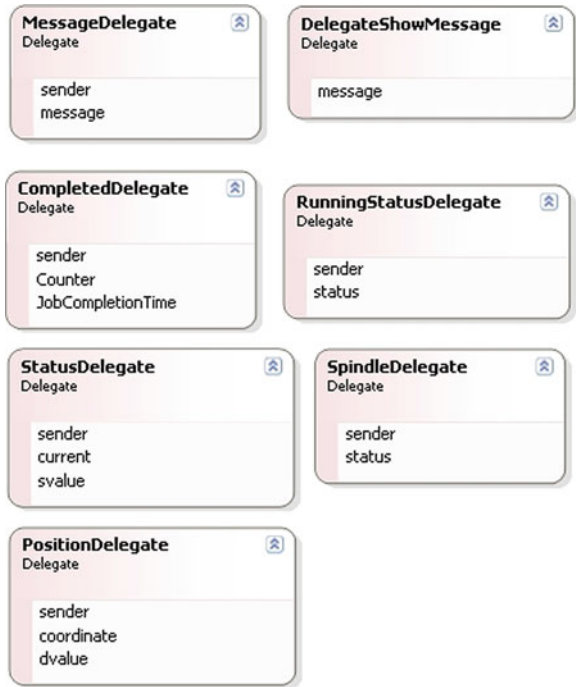 MessageDelegate
Delegate
sender
message
DelegateShowMessage
Delegate
message
CompletedDelegate
Delegate
sender
Counter
JobCompletionTime
RunningStatusDelegate
Delegate
sender
status
StatusDelegate
Delegate
sender
current
svalue
SpindleDelegate
Delegate
sender
status
PositionDelegate
Delegate
sender
coordinate
dvalue